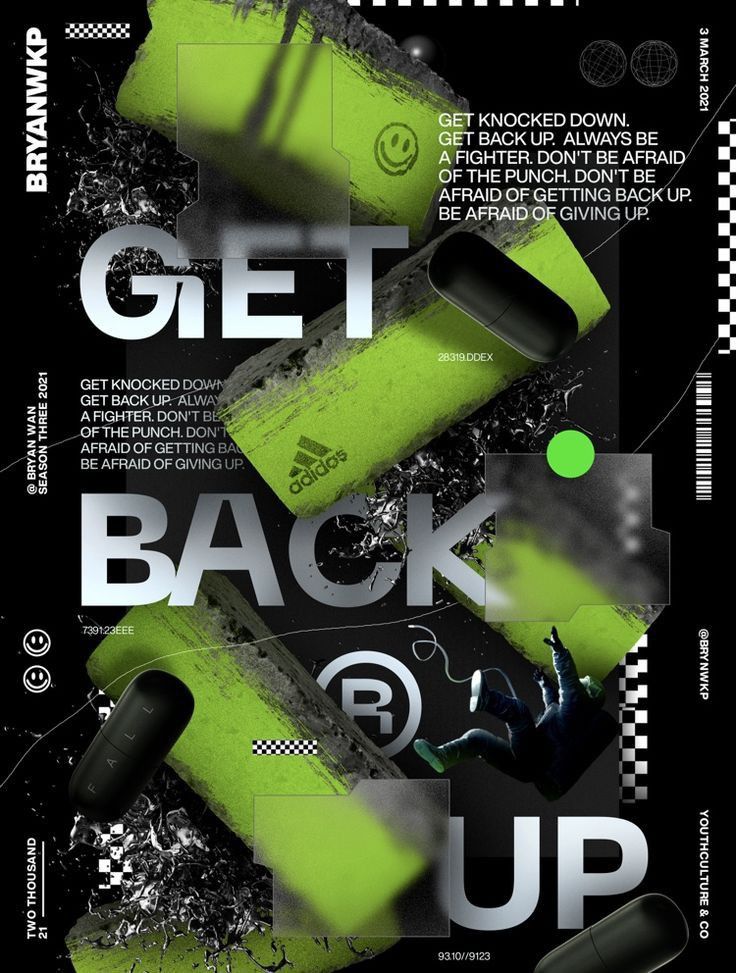 BRYANWKP
3 MARCH 2021
GET KNOCKED DOWN.
GET BACK UP. ALWAYS BE
A FIGHTER. DON'T BE AFRAID
OF THE PUNCH. DON'T BE
AFRAID OF GETTING BACK UP.
BE AFRAID OF GIVING UP.
GET
28319.DDEX
@BRYAN WAN
SEASON THREE 2021
GET KNOCKED DOWN
GET BACK UP. ALWAY
A FIGHTER. DON'T BE
OF THE PUNCH. DON'T
AFRAID OF GETTING BAC
BE AFRAID OF GIVING UP.
adidas
BACK
7391.23EEE
@BRYNWKP
R
FALL
UP
TWO THOUSAND
21
YOUTHCULTURE & CO
93.10//9123